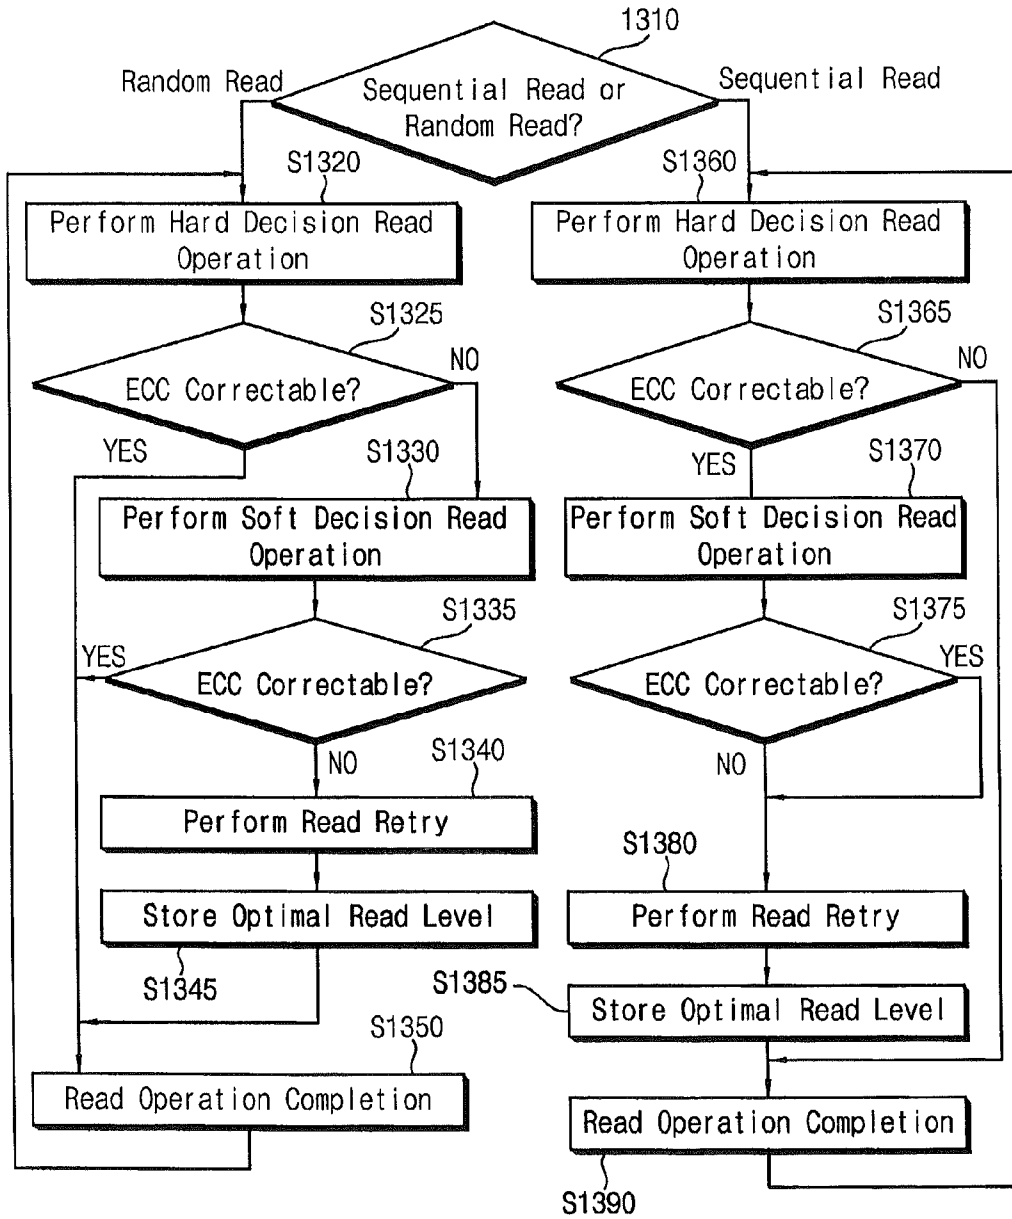 1310
Random Read
Sequential Read
Sequential Read or
Random Read?
S1320
S1360
Perform Hard Decision Read
Operation
Perform Hard Decision Read
Operation
S1325
S1365
NO
NO
ECC Correctable?
ECC Correctable?
YES
S1330
YES
S1370
Perform Soft Decision Read
Operation
Perform Soft Decision Read
Operation
S1335
S1375
YES
YES
ECC Correctable?
ECC Correctable?
NO
S1340
NO
Perform Read Retry
S1380
Store Optimal Read Level
Perform Read Retry
S1345
S1385
Store Optimal Read Level
S1350
Read Operation Completion
Read Operation Completion
S1390